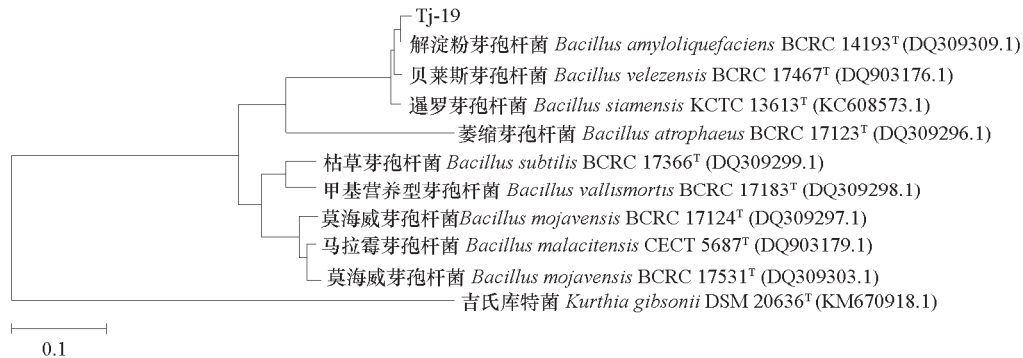 Tj-19
解淀粉芽孢杆菌 Bacillus amyloliquefaciens BCRC 14193ᵀ (DQ309309.1)
贝莱斯芽孢杆菌 Bacillus velezensis BCRC 17467ᵀ (DQ903176.1)
暹罗芽孢杆菌 Bacillus siamensis KCTC 13613ᵀ (KC608573.1)
萎缩芽孢杆菌 Bacillus atrophaeus BCRC 17123ᵀ (DQ309296.1)
枯草芽孢杆菌 Bacillus subtilis BCRC 17366ᵀ (DQ309299.1)
甲基营养型芽孢杆菌 Bacillus vallismortis BCRC 17183ᵀ (DQ309298.1)
莫海威芽孢杆菌Bacillus mojavensis BCRC 17124ᵀ (DQ309297.1)
马拉霉芽孢杆菌 Bacillus malacitensis CECT 5687ᵀ (DQ903179.1)
莫海威芽孢杆菌 Bacillus mojavensis BCRC 17531ᵀ (DQ309303.1)
吉氏库特菌 Kurthia gibsonii DSM 20636ᵀ (KM670918.1)
0.1